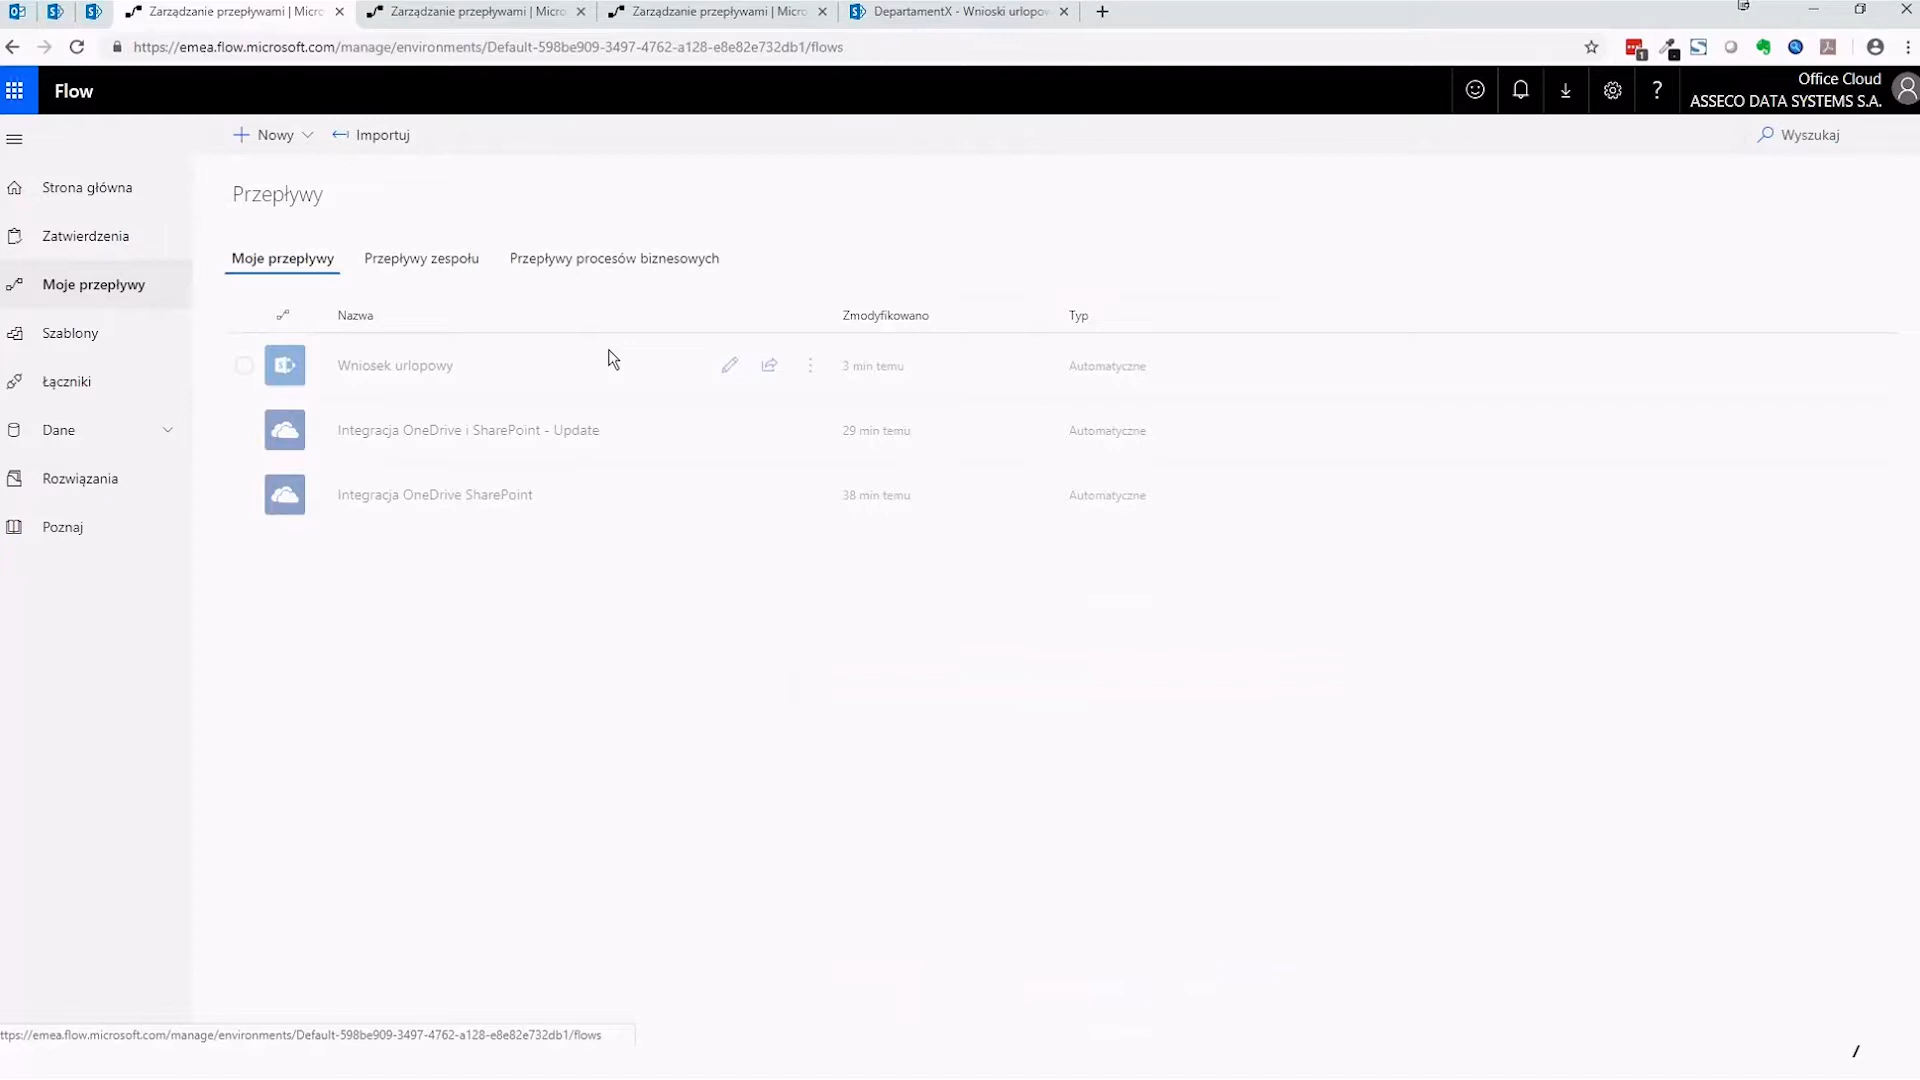 Zarządzanie przepływami | Micro
Zarządzanie przepływami | Micro
Zarządzanie przepływami | Micro
DepartamentX - Wnioski urlopow
https://emea.flow.microsoft.com/manage/environments/Default-598be909-3497-4762-a128-e8e82e732db1/flows
Flow
Office Cloud
ASSECO DATA SYSTEMS S.A.
Nowy
Importuj
Wyszukaj
Strona główna
Zatwierdzenia
Moje przepływy
Szablony
Łączniki
Dane
Rozwiązania
Poznaj
Przepływy
Moje przepływy
Przepływy zespołu
Przepływy procesów biznesowych
Nazwa
Zmodyfikowano
Typ
Wniosek urlopowy
3 min temu
Automatyczne
Integracja OneDrive i SharePoint - Update
29 min temu
Automatyczne
Integracja OneDrive SharePoint
38 min temu
Automatyczne
ttps://emea.flow.microsoft.com/manage/environments/Default-598be909-3497-4762-a128-e8e82e732db1/flows
/